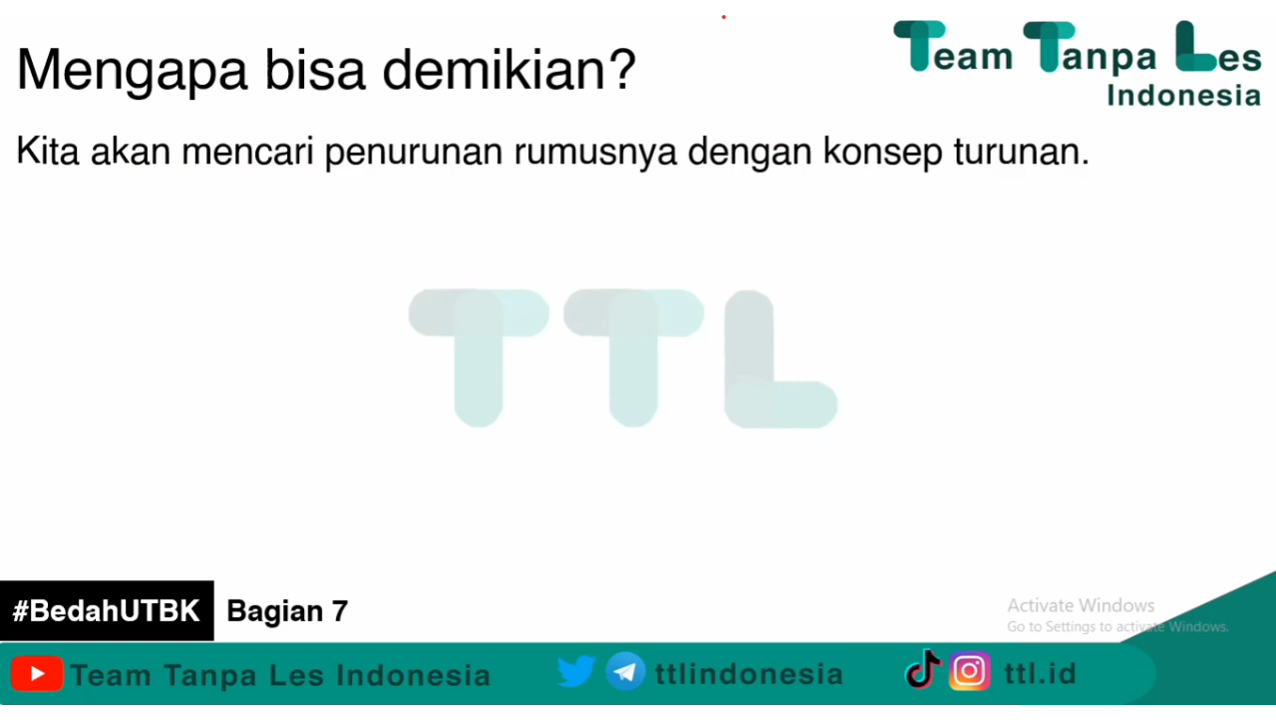 Mengapa bisa demikian?
Team Tanpa Les
Indonesia
Kita akan mencari penurunan rumusnya dengan konsep turunan.
TTL
#BedahUTBK Bagian 7
Activate Windows
Go to Settings to activate Windows.
Team Tanpa Les Indonesia ttlindonesia ttl.id